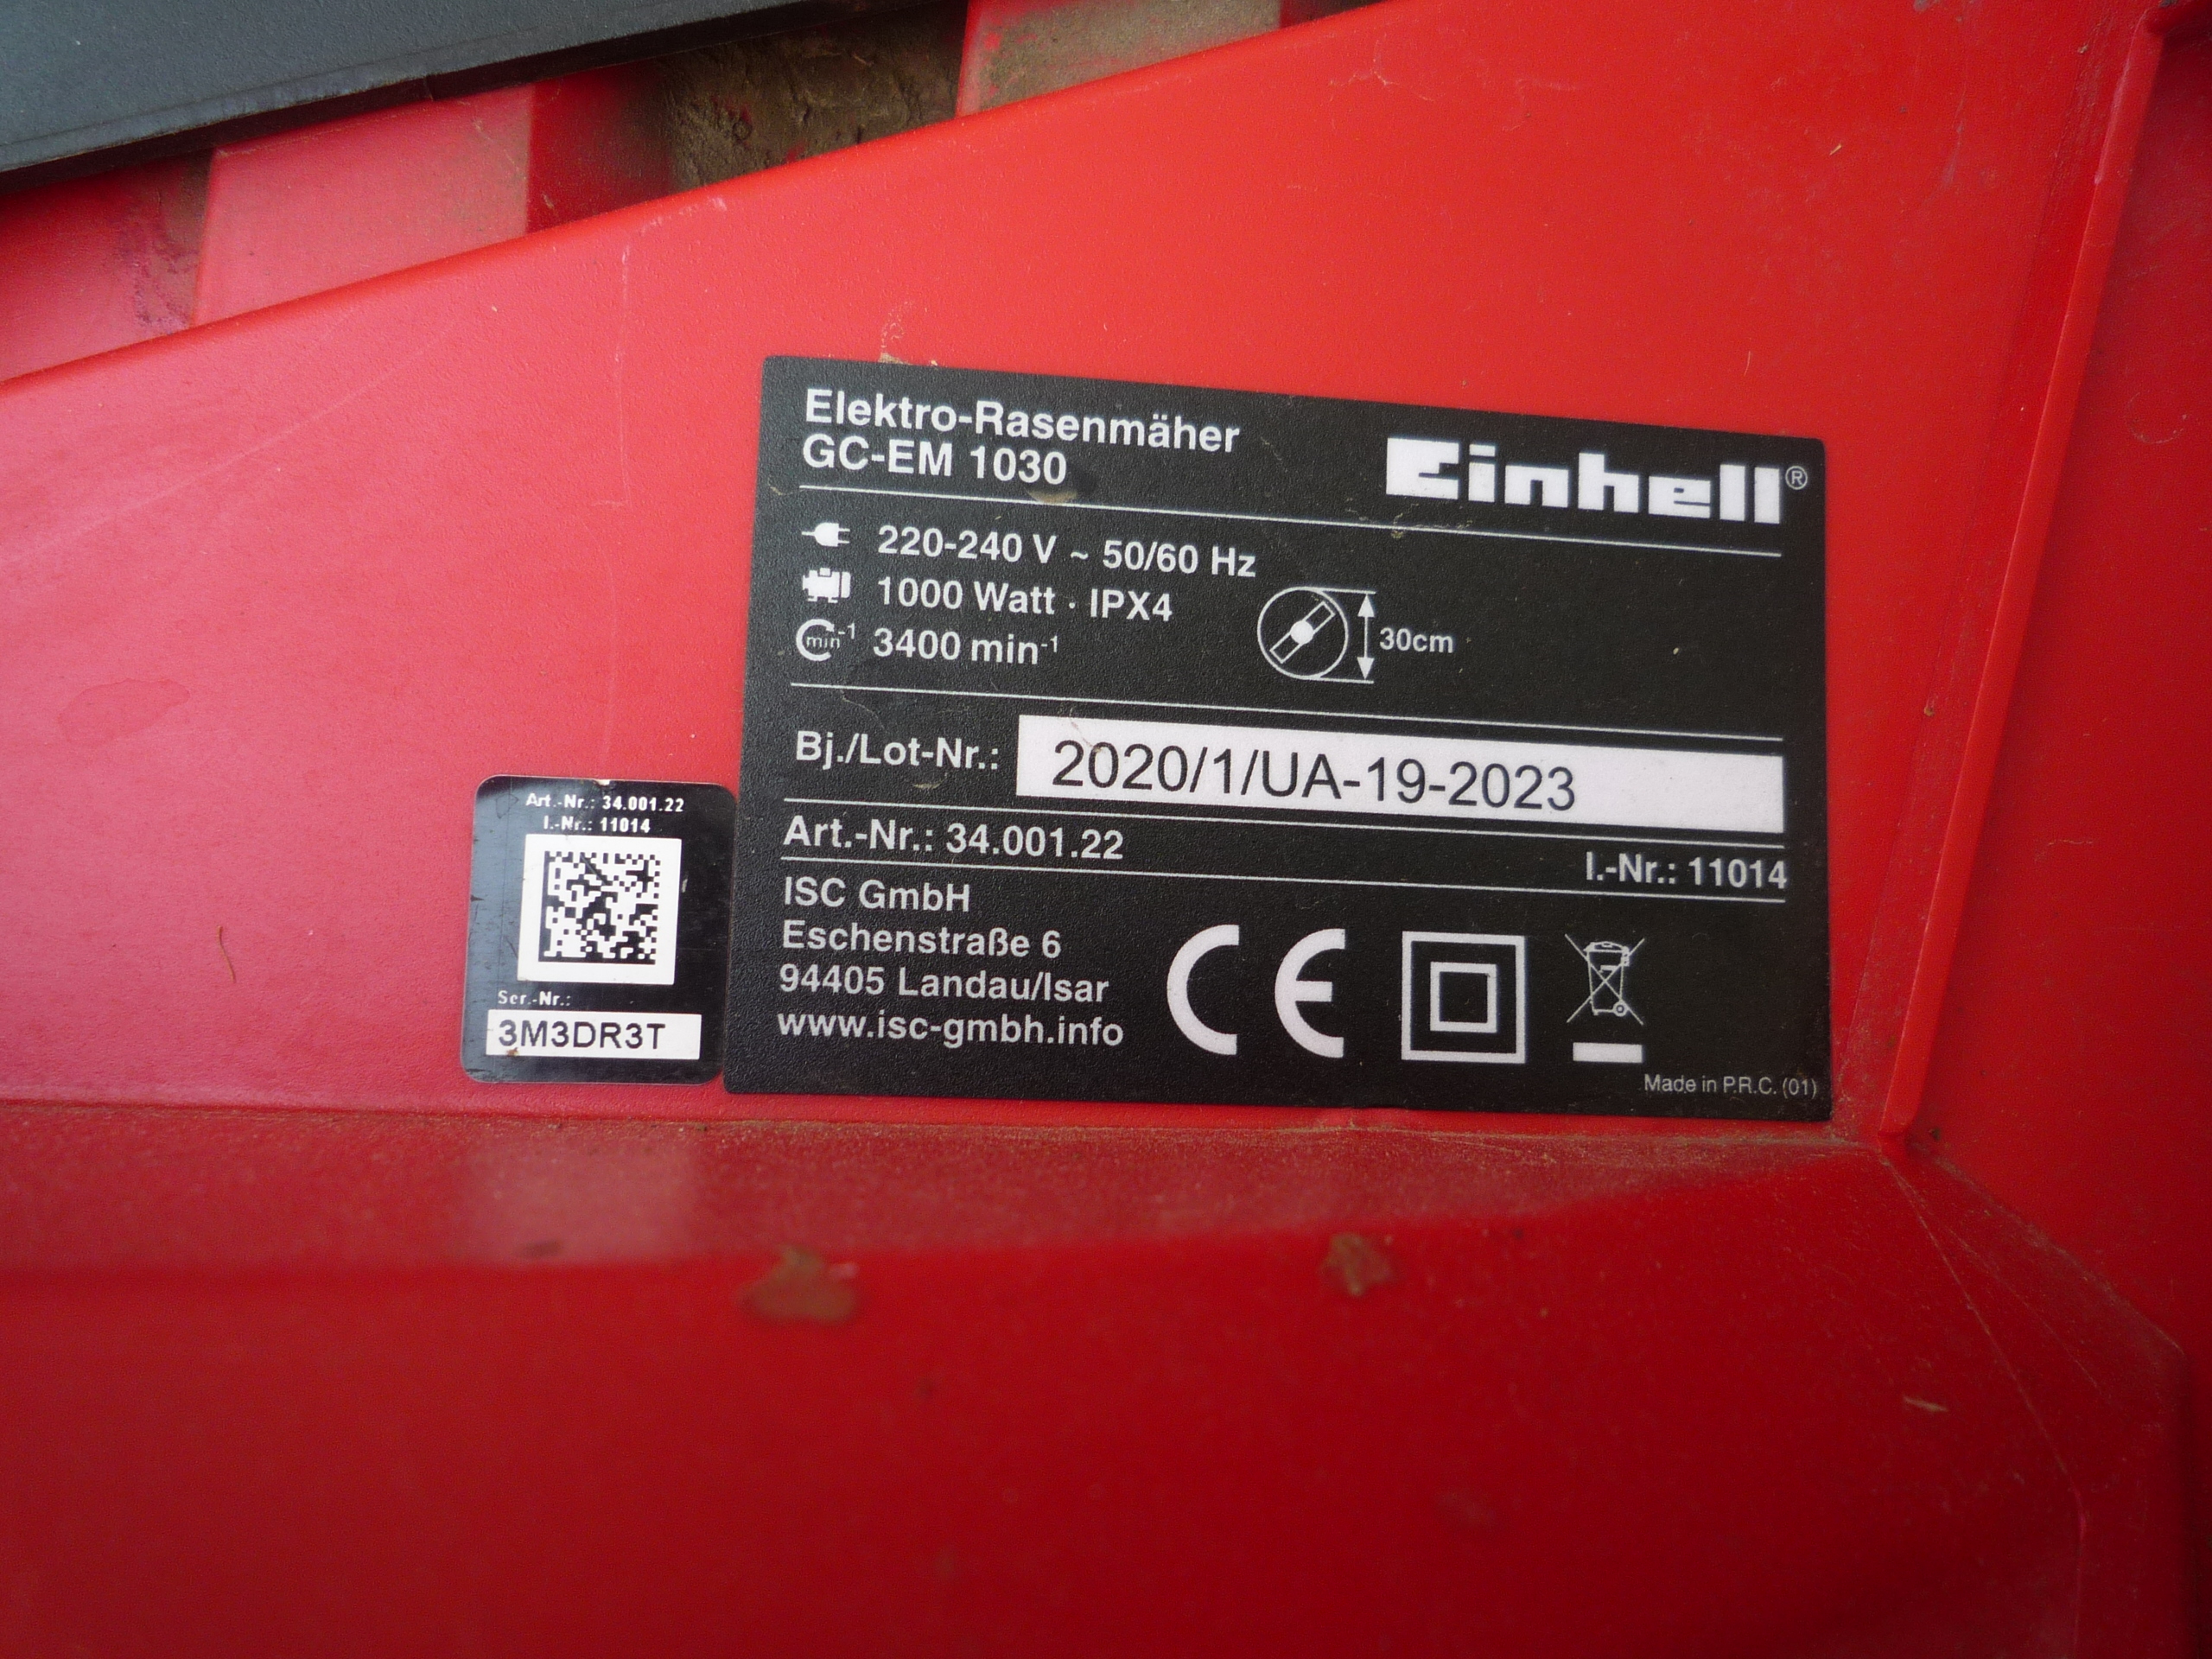 Elektro-Rasenmäher
GC-EM 1030
Einhell®
220-240 V ~ 50/60 Hz
1000 Watt · IPX4
min⁻¹ 3400 min⁻¹
30cm
Bj./Lot-Nr.: 2020/1/UA-19-2023
Art.-Nr.: 34.001.22
I.-Nr.: 11014
ISC GmbH
Eschenstraße 6
94405 Landau/Isar
www.isc-gmbh.info
CE
Made in P.R.C. (01)
Art.-Nr.: 34.001.22
I.-Nr.: 11014
Ser.-Nr.:
3M3DR3T